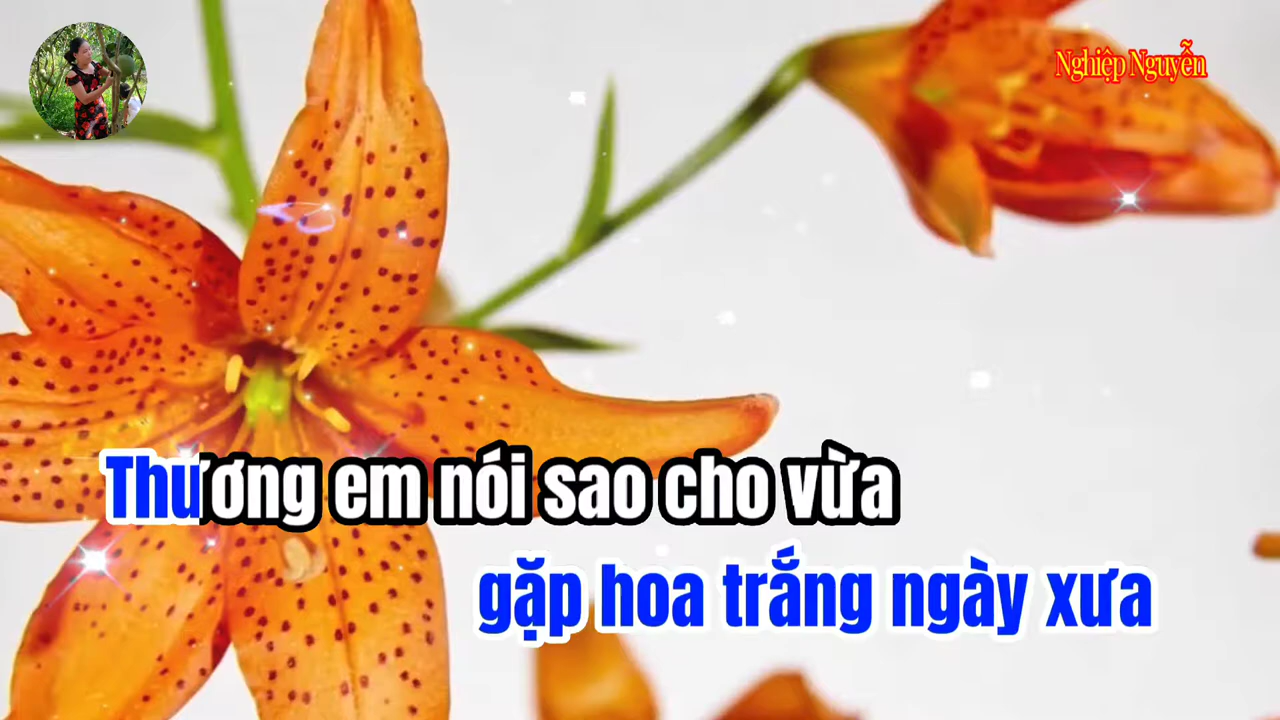 Nghiệp Nguyễn
Thương em nói sao cho vừa
gặp hoa trắng ngày xưa